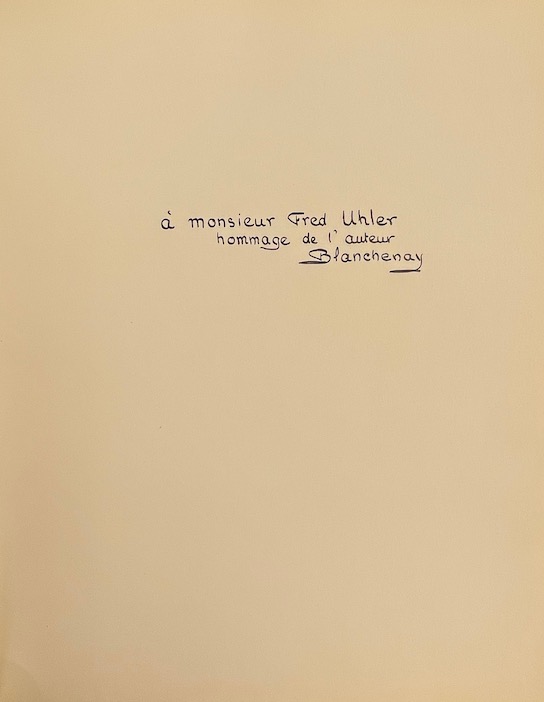 à monsieur Fred Uhler
hommage de l'auteur
Blanchenay